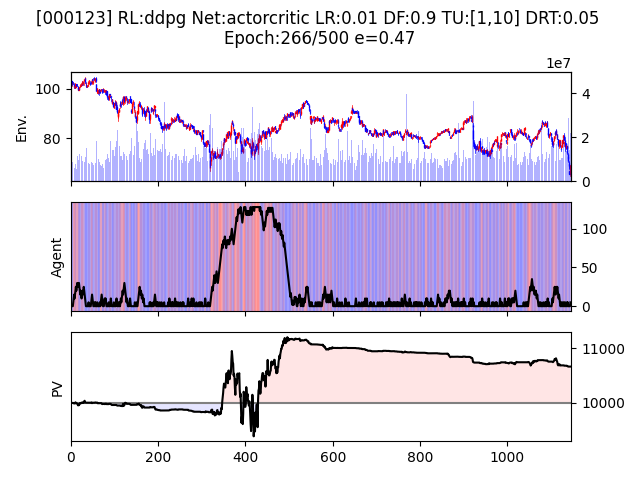 [000123] RL:ddpg Net:actorcritic LR:0.01 DF:0.9 TU:[1,10] DRT:0.05
Epoch:266/500 e=0.47
1e7
Env.
100
80
4
2
0
Agent
100
50
0
PV
11000
10000
0 200 400 600 800 1000